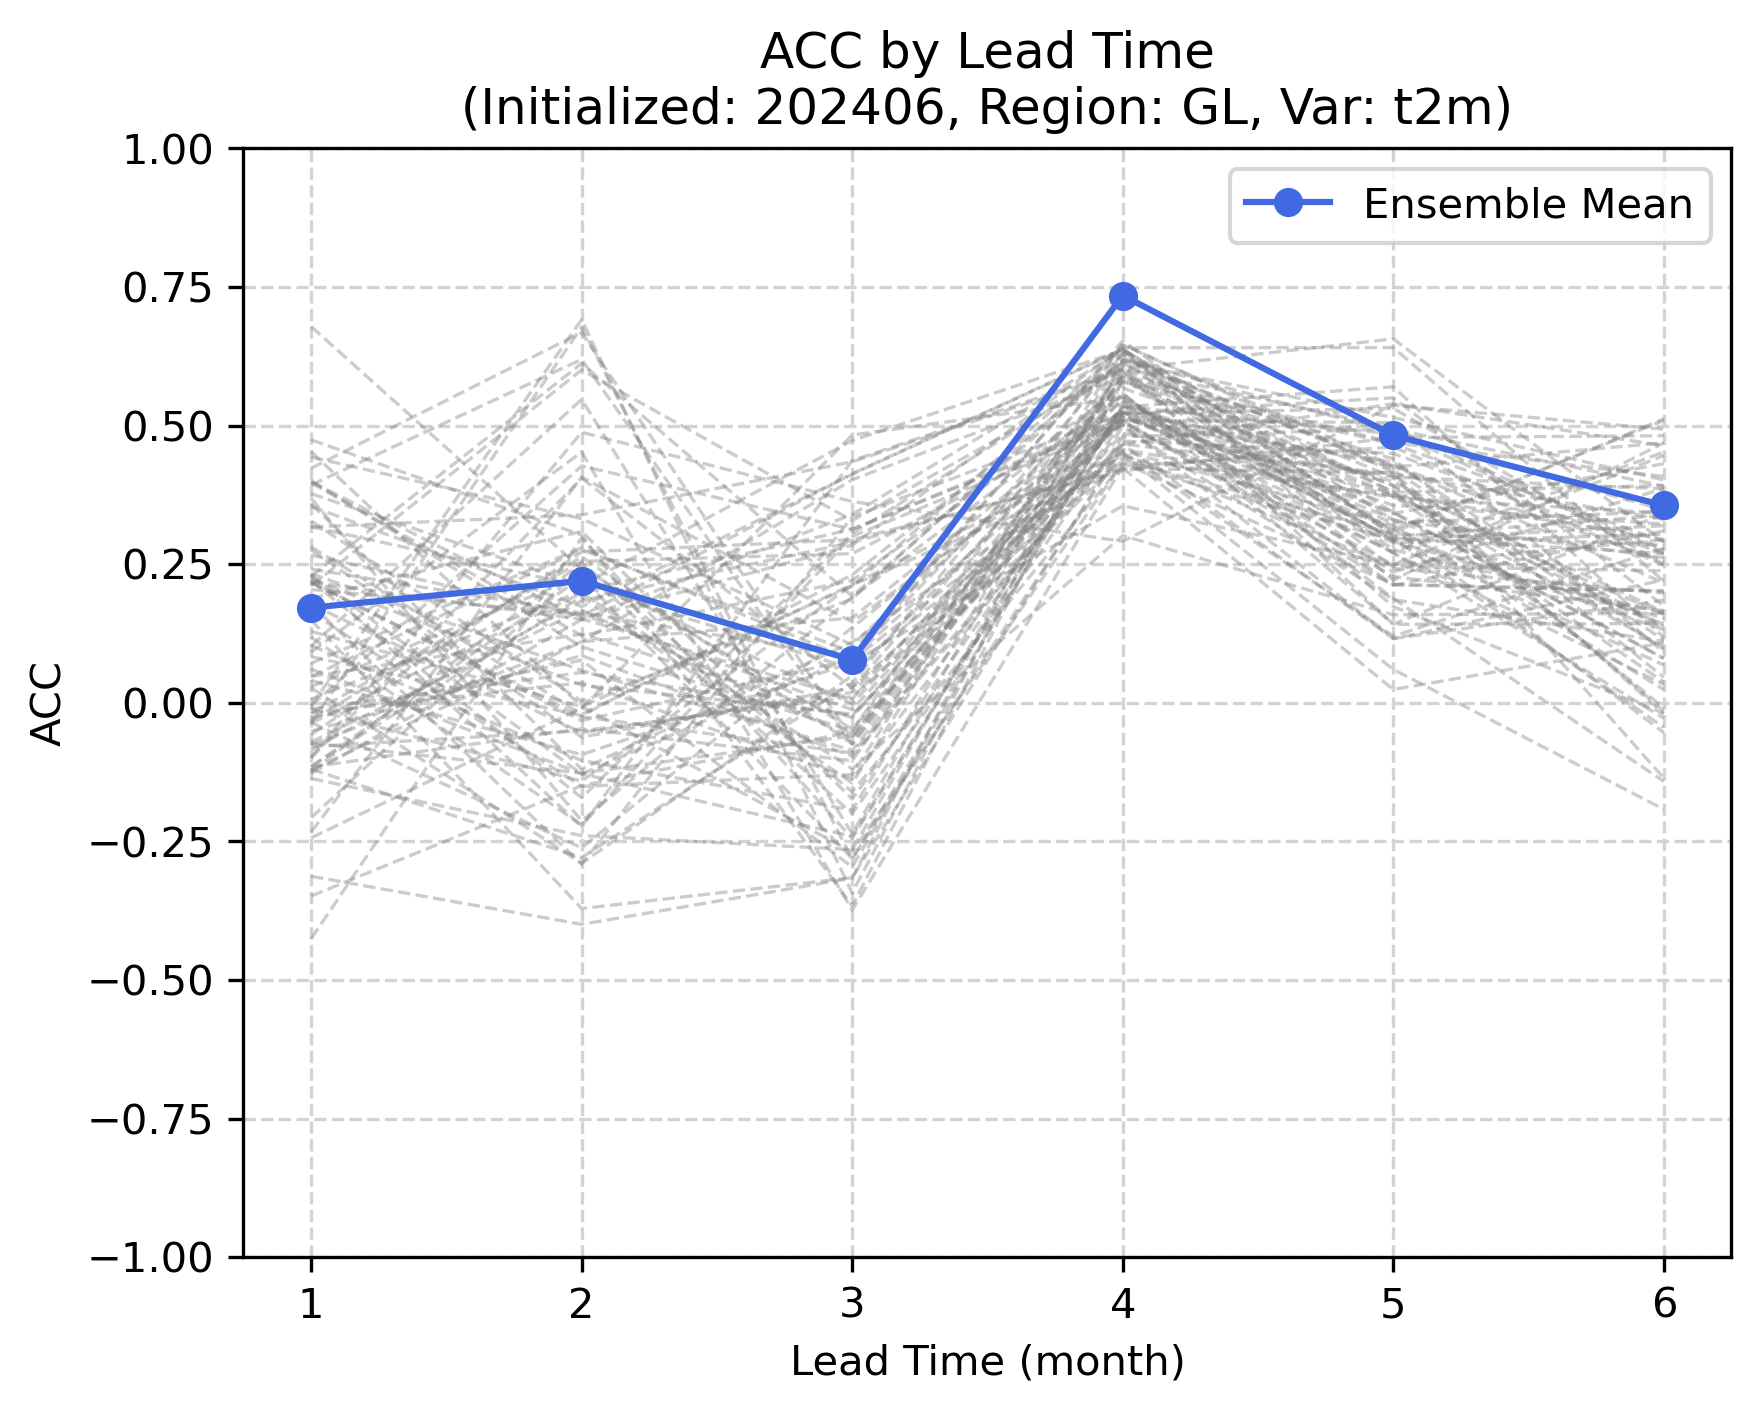 ACC by Lead Time
(Initialized: 202406, Region: GL, Var: t2m)
Ensemble Mean
ACC
1.00
0.75
0.50
0.25
0.00
−0.25
−0.50
−0.75
−1.00
1 2 3 4 5 6
Lead Time (month)